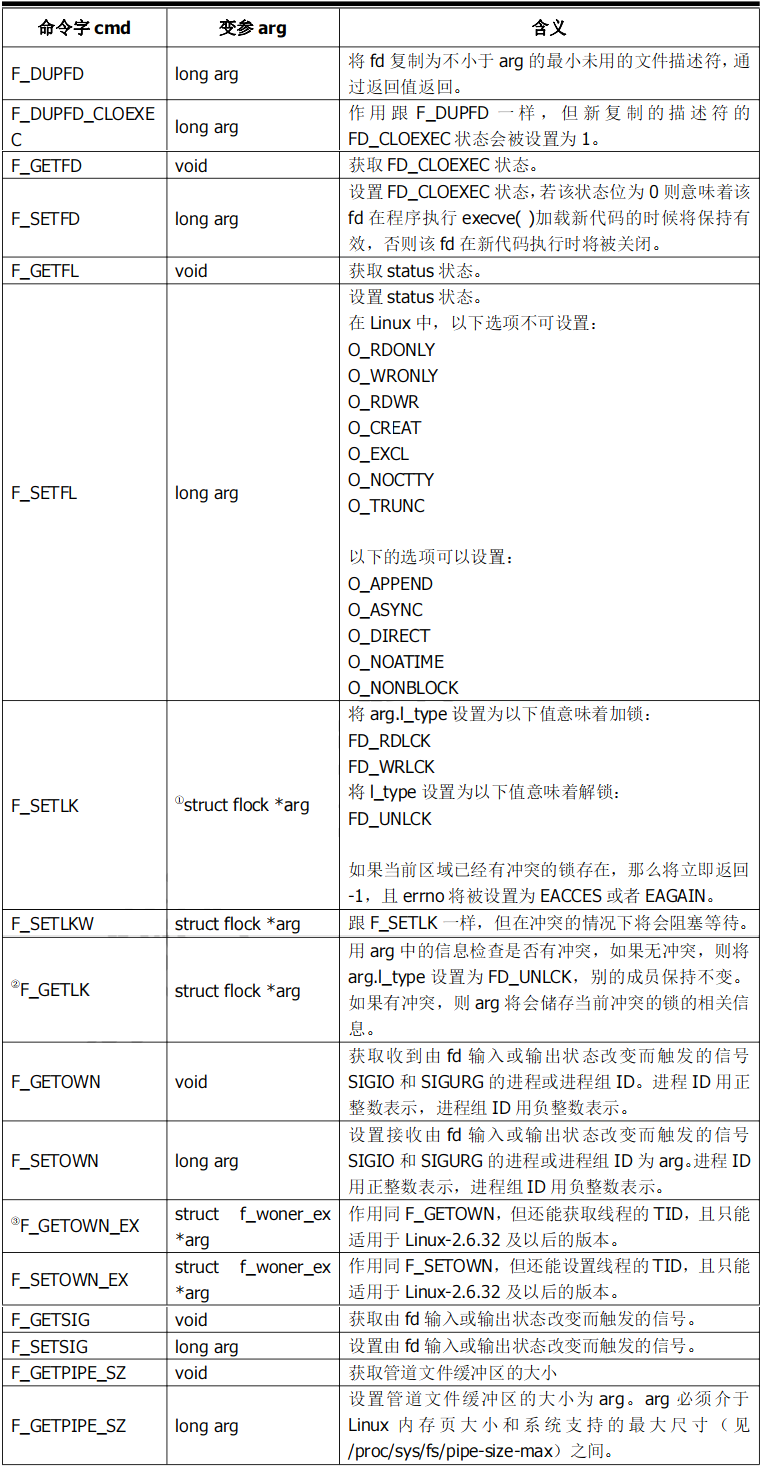 命令字 cmd 变参 arg 含义
F_DUPFD long arg 将 fd 复制为不小于 arg 的最小未用的文件描述符，通
过返回值返回。
F_DUPFD_CLOEXE
C
long arg
作用跟 F_DUPFD 一样，但新复制的描述符的
FD_CLOEXEC 状态会被设置为 1。
F_GETFD void 获取 FD_CLOEXEC 状态。
F_SETFD long arg
设置 FD_CLOEXEC 状态，若该状态位为 0 则意味着该
fd 在程序执行 execve( )加载新代码的时候将保持有
效，否则该 fd 在新代码执行时将被关闭。
F_GETFL void 获取 status 状态。
F_SETFL long arg
设置 status 状态。
在 Linux 中，以下选项不可设置：
O_RDONLY
O_WRONLY
O_RDWR
O_CREAT
O_EXCL
O_NOCTTY
O_TRUNC
以下的选项可以设置：
O_APPEND
O_ASYNC
O_DIRECT
O_NOATIME
O_NONBLOCK
F_SETLK ①struct flock *arg
将 arg.l_type 设置为以下值意味着加锁：
FD_RDLCK
FD_WRLCK
将 l_type 设置为以下值意味着解锁：
FD_UNLCK
如果当前区域已经有冲突的锁存在，那么将立即返回
-1，且 errno 将被设置为 EACCES 或者 EAGAIN。
F_SETLKW struct flock *arg 跟 F_SETLK 一样，但在冲突的情况下将会阻塞等待。
②F_GETLK struct flock *arg
用 arg 中的信息检查是否有冲突，如果无冲突，则将
arg.l_type 设置为 FD_UNLCK，别的成员保持不变。
如果有冲突，则 arg 将会储存当前冲突的锁的相关信
息。
F_GETOWN void
获取收到由 fd 输入或输出状态改变而触发的信号
SIGIO 和 SIGURG 的进程或进程组 ID。进程 ID 用正
整数表示，进程组 ID 用负整数表示。
F_SETOWN long arg
设置接收由 fd 输入或输出状态改变而触发的信号
SIGIO 和 SIGURG 的进程或进程组 ID 为 arg。进程 ID
用正整数表示，进程组 ID 用负整数表示。
③F_GETOWN_EX
struct f_woner_ex
*arg
作用同 F_GETOWN，但还能获取线程的 TID，且只能
适用于 Linux-2.6.32 及以后的版本。
F_SETOWN_EX
struct f_woner_ex
*arg
作用同 F_SETOWN，但还能设置线程的 TID，且只能
适用于 Linux-2.6.32 及以后的版本。
F_GETSIG void 获取由 fd 输入或输出状态改变而触发的信号。
F_SETSIG long arg 设置由 fd 输入或输出状态改变而触发的信号。
F_GETPIPE_SZ void 获取管道文件缓冲区的大小
F_GETPIPE_SZ long arg
设置管道文件缓冲区的大小为 arg。arg 必须介于
Linux 内存页大小和系统支持的最大尺寸（见
/proc/sys/fs/pipe-size-max）之间。